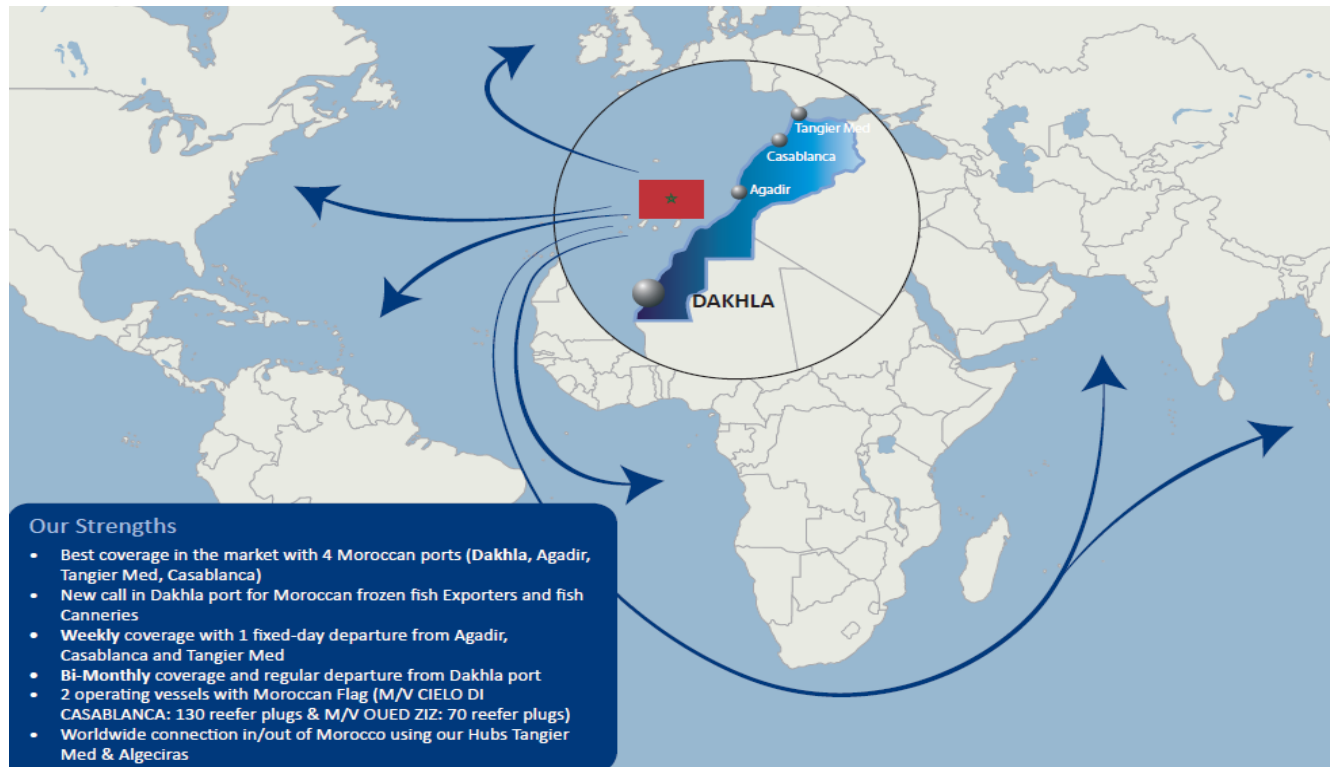 Tangier Med
Casablanca
Agadir
DAKHLA
Our Strengths
• Best coverage in the market with 4 Moroccan ports (Dakhla, Agadir,
Tangier Med, Casablanca)
• New call in Dakhla port for Moroccan frozen fish Exporters and fish
Canneries
• Weekly coverage with 1 fixed-day departure from Agadir,
Casablanca and Tangier Med
• Bi-Monthly coverage and regular departure from Dakhla port
• 2 operating vessels with Moroccan Flag (M/V CIELO DI
CASABLANCA: 130 reefer plugs & M/V OUED ZIZ: 70 reefer plugs)
• Worldwide connection in/out of Morocco using our Hubs Tangier
Med & Algeciras